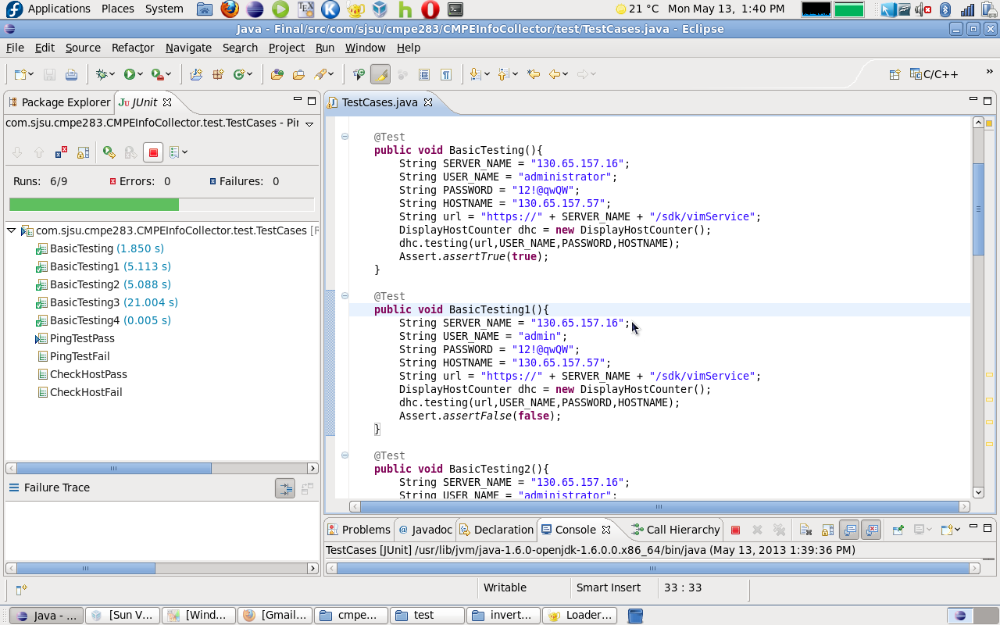 Applications Places System 21 °C Mon May 13, 1:40 PM
Java - Final/src/com/sjsu/cmpe283/CMPEInfoCollector/test/TestCases.java - Eclipse
File Edit Source Refactor Navigate Search Project Run Window Help
C/C++ »
Package Explorer Ju JUnit
com.sjsu.cmpe283.CMPEInfoCollector.test.TestCases - Pi
Runs: 6/9 Errors: 0 Failures: 0
com.sjsu.cmpe283.CMPEInfoCollector.test.TestCases [R
BasicTesting (1.850 s)
BasicTesting1 (5.113 s)
BasicTesting2 (5.088 s)
BasicTesting3 (21.004 s)
BasicTesting4 (0.005 s)
PingTestPass
PingTestFail
CheckHostPass
CheckHostFail
Failure Trace
TestCases.java
@Test
public void BasicTesting(){
String SERVER_NAME = "130.65.157.16";
String USER_NAME = "administrator";
String PASSWORD = "12!@qwQW";
String HOSTNAME = "130.65.157.57";
String url = "https://" + SERVER_NAME + "/sdk/vimService";
DisplayHostCounter dhc = new DisplayHostCounter();
dhc.testing(url,USER_NAME,PASSWORD,HOSTNAME);
Assert.assertTrue(true);
}
@Test
public void BasicTesting1(){
String SERVER_NAME = "130.65.157.16";
String USER_NAME = "admin";
String PASSWORD = "12!@qwQW";
String HOSTNAME = "130.65.157.57";
String url = "https://" + SERVER_NAME + "/sdk/vimService";
DisplayHostCounter dhc = new DisplayHostCounter();
dhc.testing(url,USER_NAME,PASSWORD,HOSTNAME);
Assert.assertFalse(false);
}
@Test
public void BasicTesting2(){
String SERVER_NAME = "130.65.157.16";
String USER_NAME = "administrator";
Problems @ Javadoc Declaration Console Call Hierarchy
TestCases [JUnit] /usr/lib/jvm/java-1.6.0-openjdk-1.6.0.0.x86_64/bin/java (May 13, 2013 1:39:36 PM)
Writable Smart Insert 33 : 33
Java - ... [Sun V... [Wind... [Gmail... cmpe... test invert... Loader...